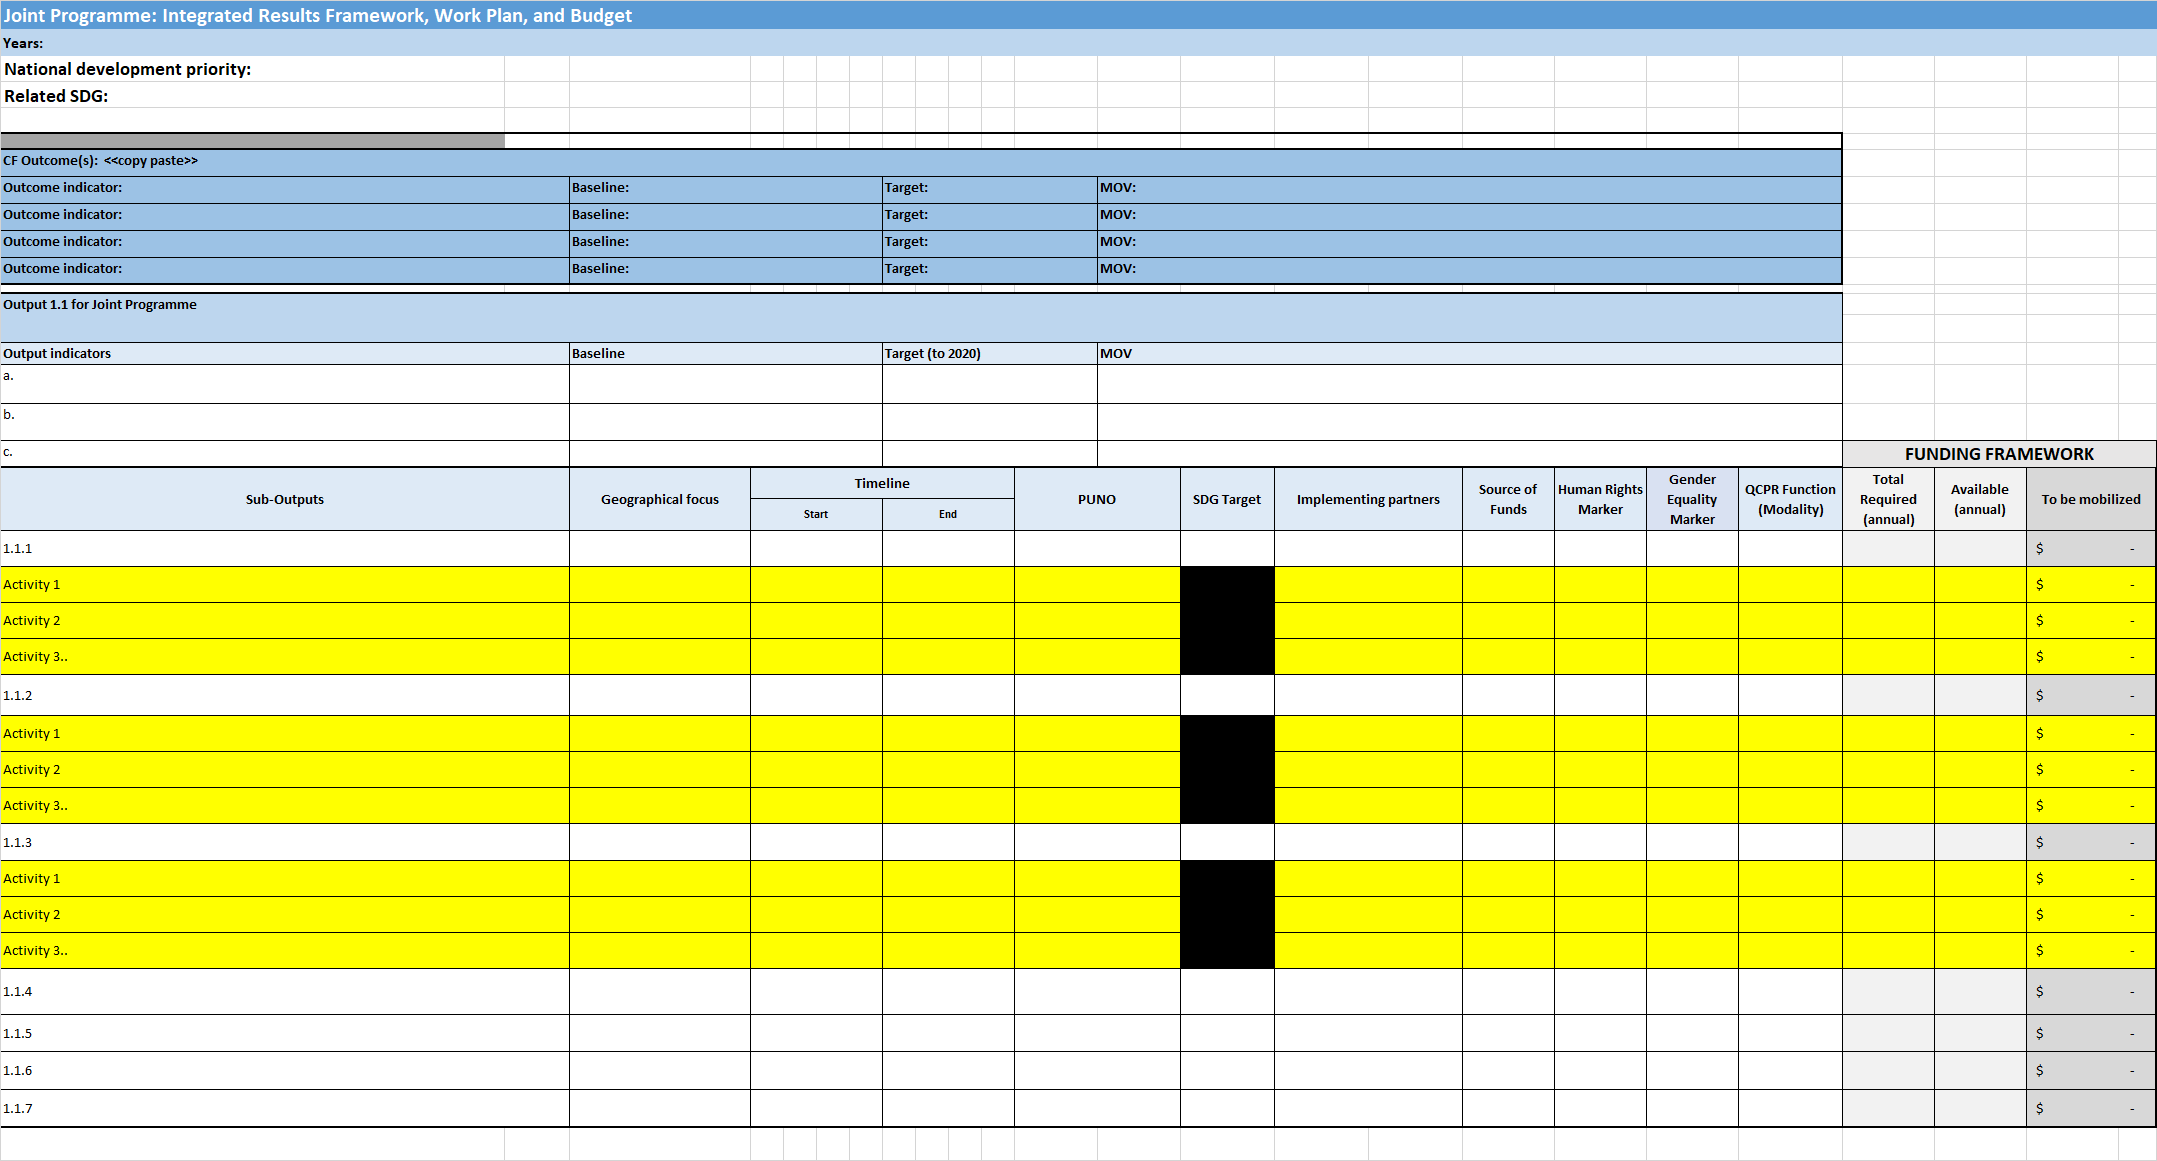 Joint Programme: Integrated Results Framework, Work Plan, and Budget
Years:
National development priority:
Related SDG:
CF Outcome(s): <<copy paste>>
Outcome indicator: Baseline: Target: MOV:
Outcome indicator: Baseline: Target: MOV:
Outcome indicator: Baseline: Target: MOV:
Outcome indicator: Baseline: Target: MOV:
Output 1.1 for Joint Programme
Output indicators Baseline Target (to 2020) MOV
a.
b.
c.
FUNDING FRAMEWORK
Sub-Outputs Geographical focus Timeline Start End PUNO SDG Target Implementing partners Source of Funds Human Rights Marker Gender Equality Marker QCPR Function (Modality) Total Required (annual) Available (annual) To be mobilized
1.1.1 $ -
Activity 1 $ -
Activity 2 $ -
Activity 3.. $ -
1.1.2 $ -
Activity 1 $ -
Activity 2 $ -
Activity 3.. $ -
1.1.3 $ -
Activity 1 $ -
Activity 2 $ -
Activity 3.. $ -
1.1.4 $ -
1.1.5 $ -
1.1.6 $ -
1.1.7 $ -